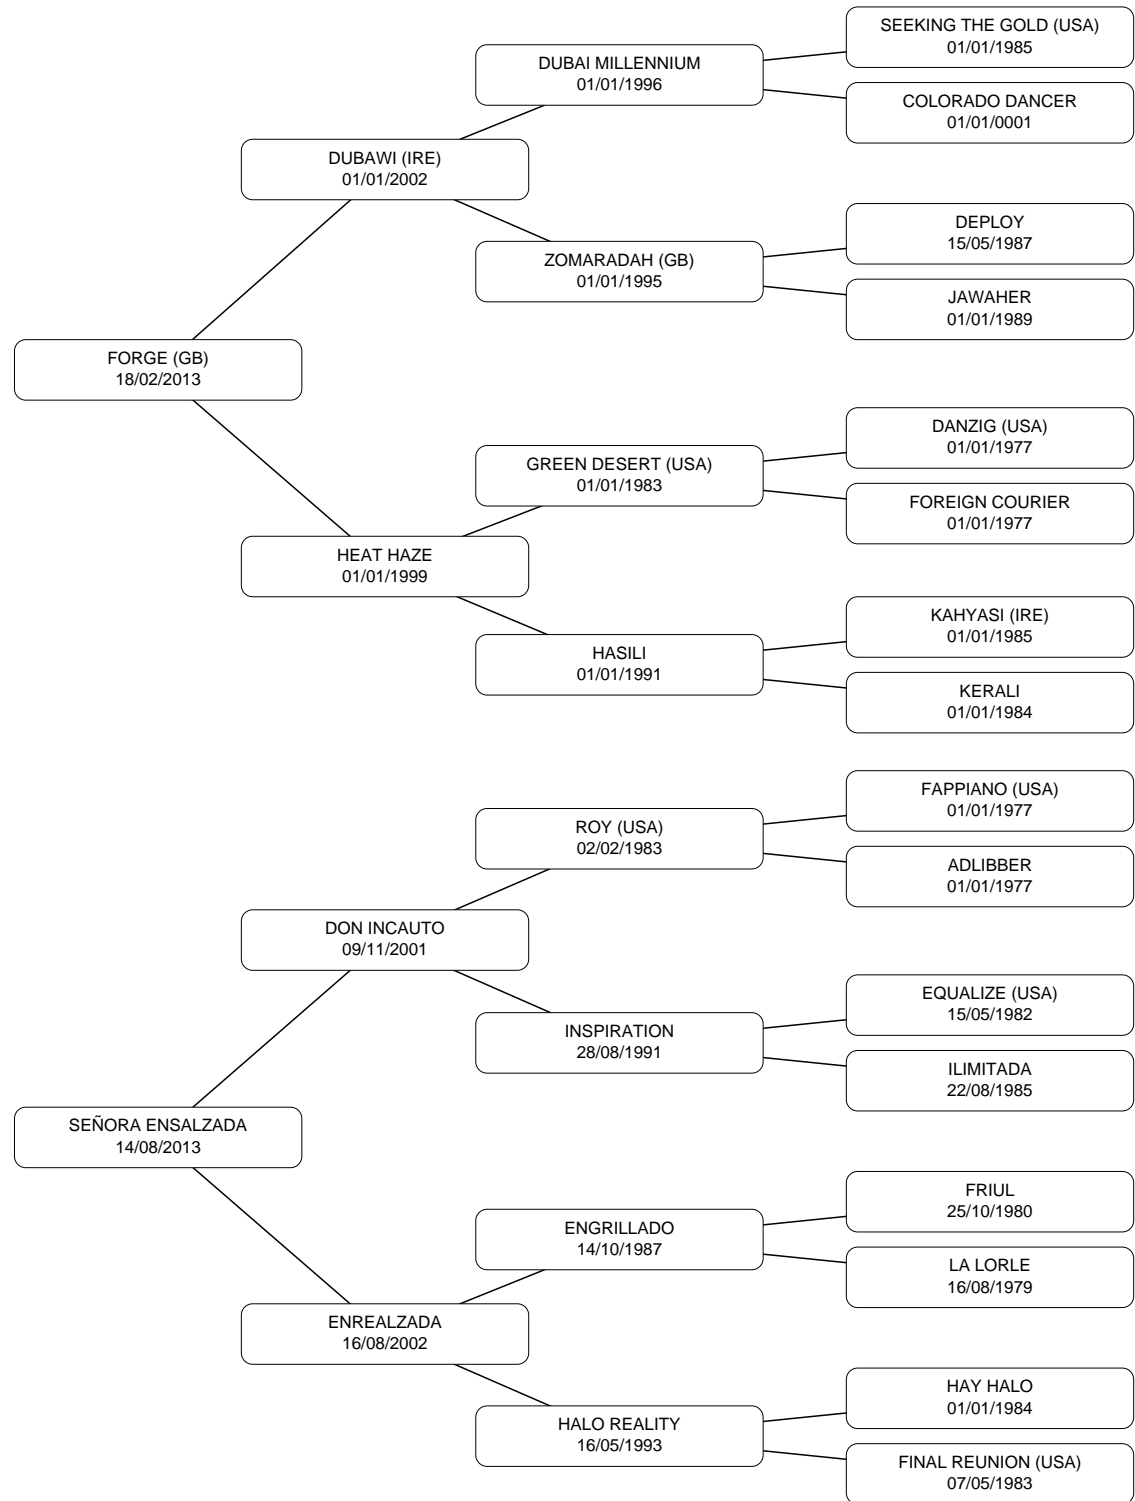 SEEKING THE GOLD (USA)
01/01/1985
DUBAI MILLENNIUM
01/01/1996
COLORADO DANCER
01/01/0001
DUBAWI (IRE)
01/01/2002
DEPLOY
15/05/1987
ZOMARADAH (GB)
01/01/1995
JAWAHER
01/01/1989
FORGE (GB)
18/02/2013
DANZIG (USA)
01/01/1977
GREEN DESERT (USA)
01/01/1983
FOREIGN COURIER
01/01/1977
HEAT HAZE
01/01/1999
KAHYASI (IRE)
01/01/1985
HASILI
01/01/1991
KERALI
01/01/1984
FAPPIANO (USA)
01/01/1977
ROY (USA)
02/02/1983
ADLIBBER
01/01/1977
DON INCAUTO
09/11/2001
EQUALIZE (USA)
15/05/1982
INSPIRATION
28/08/1991
ILIMITADA
22/08/1985
SEÑORA ENSALZADA
14/08/2013
FRIUL
25/10/1980
ENGRILLADO
14/10/1987
LA LORLE
16/08/1979
ENREALZADA
16/08/2002
HAY HALO
01/01/1984
HALO REALITY
16/05/1993
FINAL REUNION (USA)
07/05/1983